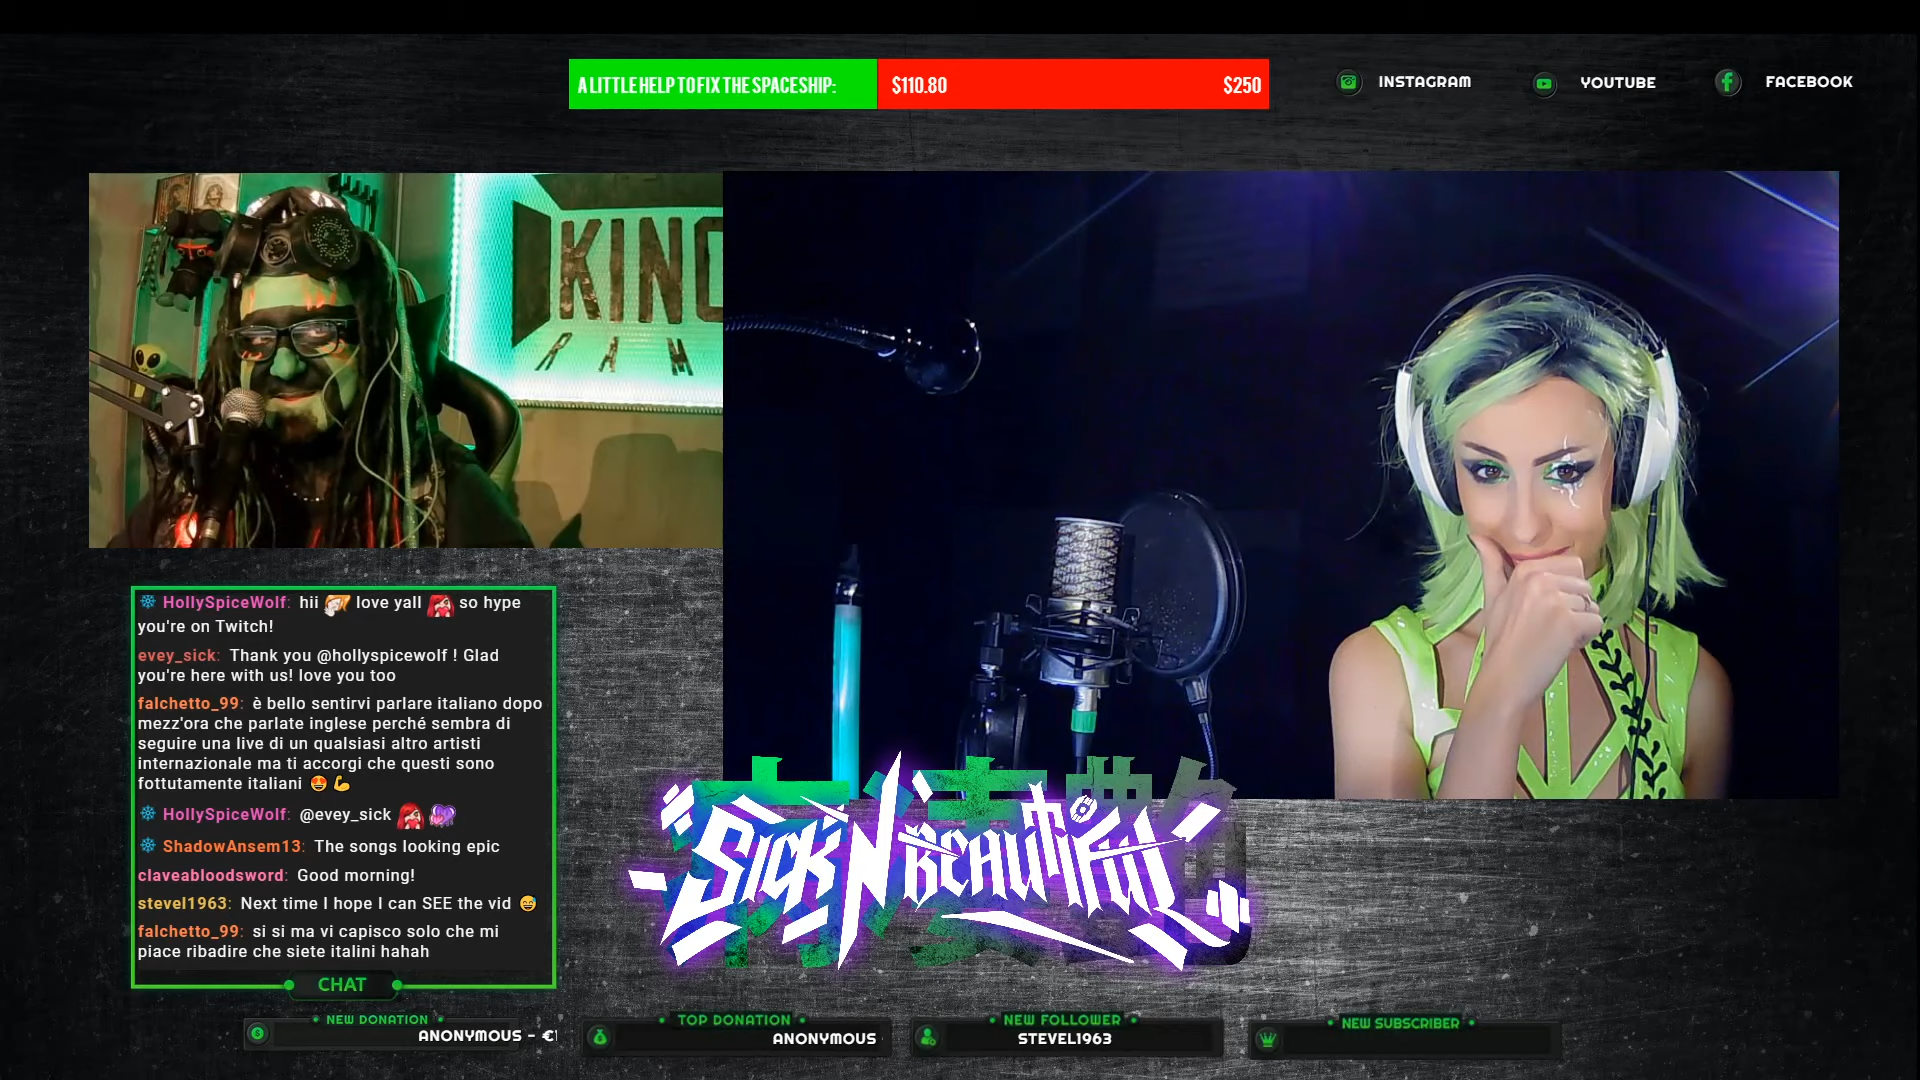 A LITTLE HELP TO FIX THE SPACESHIP:
$110.80
$250
INSTAGRAM
YOUTUBE
FACEBOOK
KING
RAM
HollySpiceWolf: hii love yall so hype
you're on Twitch!
evey_sick: Thank you @hollyspicewolf ! Glad
you're here with us! love you too
falchetto_99: è bello sentirvi parlare italiano dopo
mezz'ora che parlate inglese perché sembra di
seguire una live di un qualsiasi altro artisti
internazionale ma ti accorgi che questi sono
fottutamente italiani 😍 💪
HollySpiceWolf: @evey_sick
ShadowAnsem13: The songs looking epic
claveabloodsword: Good morning!
stevel1963: Next time I hope I can SEE the vid 😅
falchetto_99: si si ma vi capisco solo che mi
piace ribadire che siete italini hahah
CHAT
SICK N BEAUTIFUL
NEW DONATION
ANONYMOUS - €1
TOP DONATION
ANONYMOUS
NEW FOLLOWER
STEVEL1963
NEW SUBSCRIBER